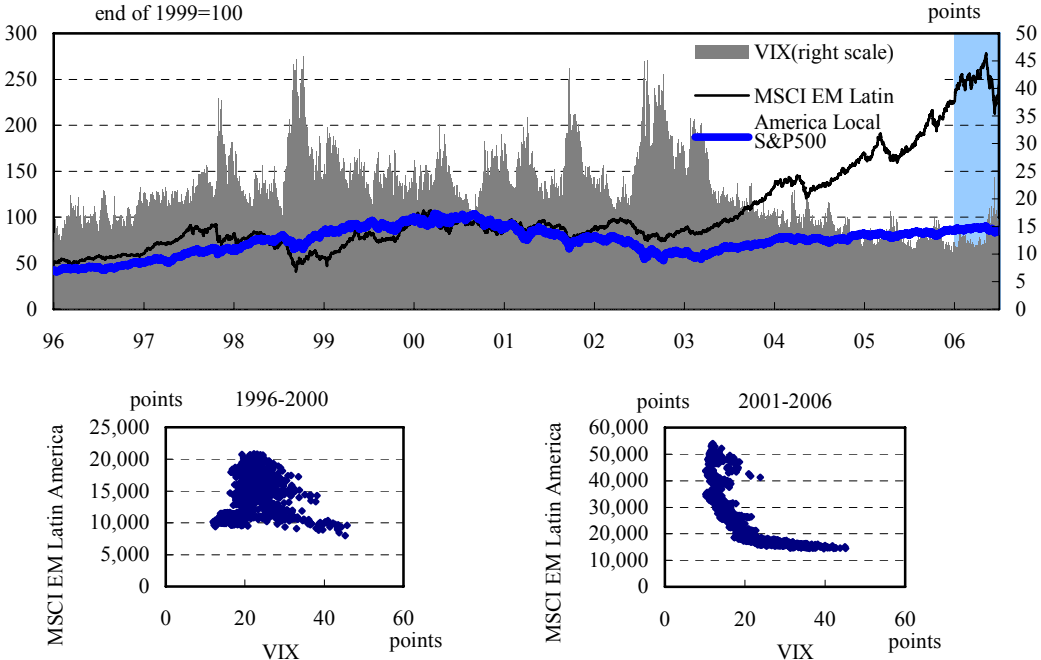 end of 1999=100 points
300 50
VIX(right scale) 45
250 40
MSCI EM Latin
200 America Local 35
S&P500 30
150 25
20
100 15
50 10
5
0 0
96 97 98 99 00 01 02 03 04 05 06
points 1996-2000
25,000
20,000
15,000
10,000
5,000
0
MSCI EM Latin America
0 20 40 60
points
VIX
points 2001-2006
60,000
50,000
40,000
30,000
20,000
10,000
0
MSCI EM Latin America
0 20 40 60
points
VIX